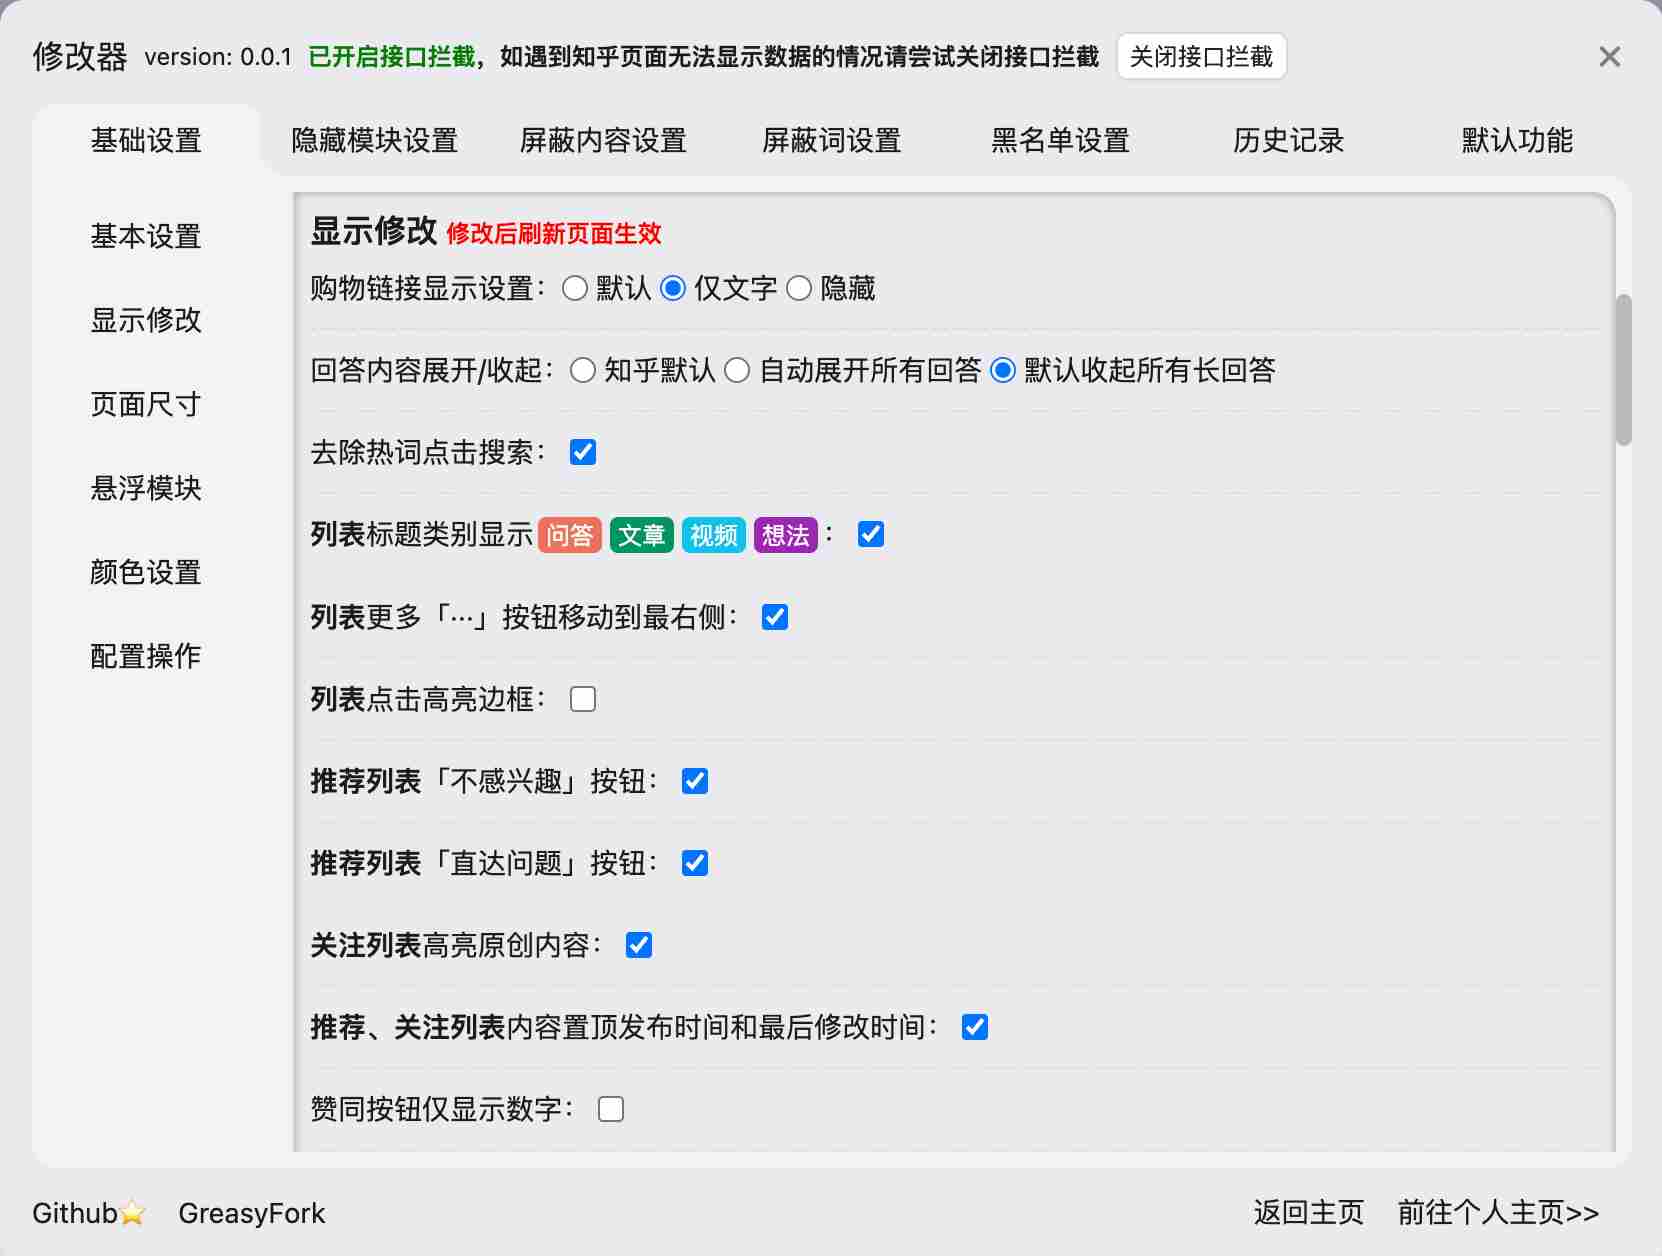 修改器 version: 0.0.1 已开启接口拦截，如遇到知乎页面无法显示数据的情况请尝试关闭接口拦截 关闭接口拦截
基础设置 隐藏模块设置 屏蔽内容设置 屏蔽词设置 黑名单设置 历史记录 默认功能
基本设置
显示修改
页面尺寸
悬浮模块
颜色设置
配置操作
显示修改 修改后刷新页面生效
购物链接显示设置： 默认 仅文字 隐藏
回答内容展开/收起： 知乎默认 自动展开所有回答 默认收起所有长回答
去除热词点击搜索：
列表标题类别显示 问答 文章 视频 想法 ：
列表更多「···」按钮移动到最右侧：
列表点击高亮边框：
推荐列表「不感兴趣」按钮：
推荐列表「直达问题」按钮：
关注列表高亮原创内容：
推荐、关注列表内容置顶发布时间和最后修改时间：
赞同按钮仅显示数字：
Github⭐ GreasyFork 返回主页 前往个人主页>>